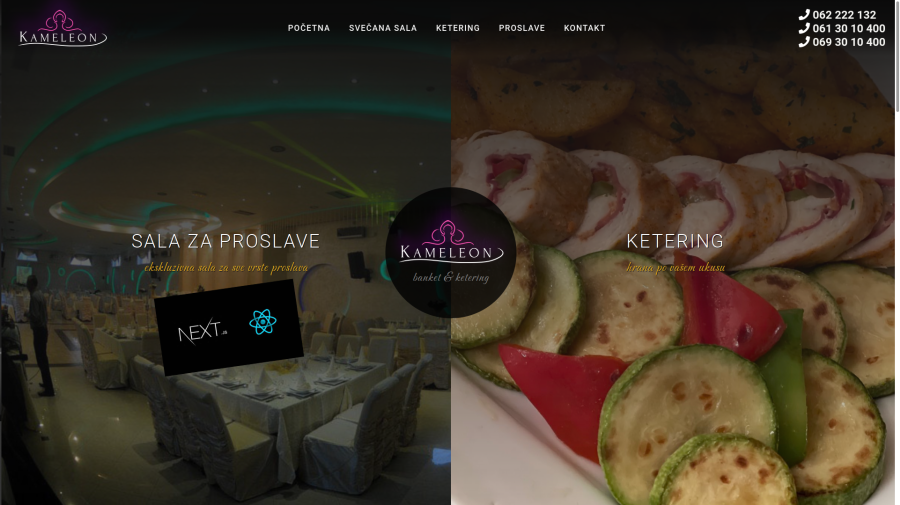 KAMELEON
POČETNA
SVEČANA SALA
KETERING
PROSLAVE
KONTAKT
062 222 132
061 30 10 400
069 30 10 400
SALA ZA PROSLAVE
ekskluzivna sala za sve vrste proslava
KAMELEON
banket & ketering
KETERING
hrana po vašem ukusu
NEXT.JS